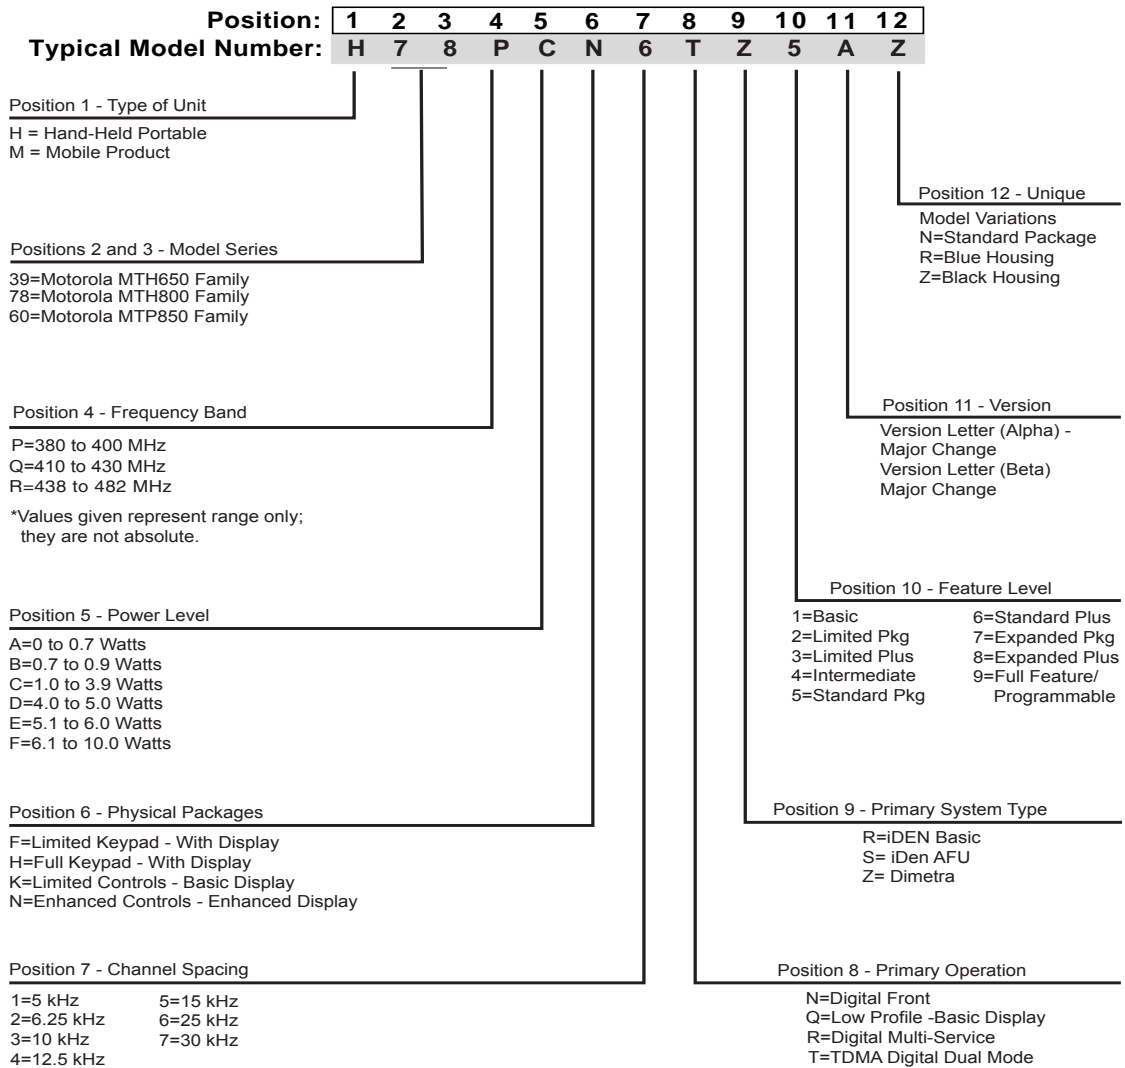 Position: 1 2 3 4 5 6 7 8 9 10 11 12
Typical Model Number: H 7 8 P C N 6 T Z 5 A Z
Position 1 - Type of Unit
H = Hand-Held Portable
M = Mobile Product
Positions 2 and 3 - Model Series
39=Motorola MTH650 Family
78=Motorola MTH800 Family
60=Motorola MTP850 Family
Position 4 - Frequency Band
P=380 to 400 MHz
Q=410 to 430 MHz
R=438 to 482 MHz
*Values given represent range only;
they are not absolute.
Position 5 - Power Level
A=0 to 0.7 Watts
B=0.7 to 0.9 Watts
C=1.0 to 3.9 Watts
D=4.0 to 5.0 Watts
E=5.1 to 6.0 Watts
F=6.1 to 10.0 Watts
Position 6 - Physical Packages
F=Limited Keypad - With Display
H=Full Keypad - With Display
K=Limited Controls - Basic Display
N=Enhanced Controls - Enhanced Display
Position 7 - Channel Spacing
1=5 kHz
2=6.25 kHz
3=10 kHz
4=12.5 kHz
5=15 kHz
6=25 kHz
7=30 kHz
Position 12 - Unique
Model Variations
N=Standard Package
R=Blue Housing
Z=Black Housing
Position 11 - Version
Version Letter (Alpha) -
Major Change
Version Letter (Beta)
Major Change
Position 10 - Feature Level
1=Basic
2=Limited Pkg
3=Limited Plus
4=Intermediate
5=Standard Pkg
6=Standard Plus
7=Expanded Pkg
8=Expanded Plus
9=Full Feature/
Programmable
Position 9 - Primary System Type
R=iDEN Basic
S= iDen AFU
Z= Dimetra
Position 8 - Primary Operation
N=Digital Front
Q=Low Profile -Basic Display
R=Digital Multi-Service
T=TDMA Digital Dual Mode